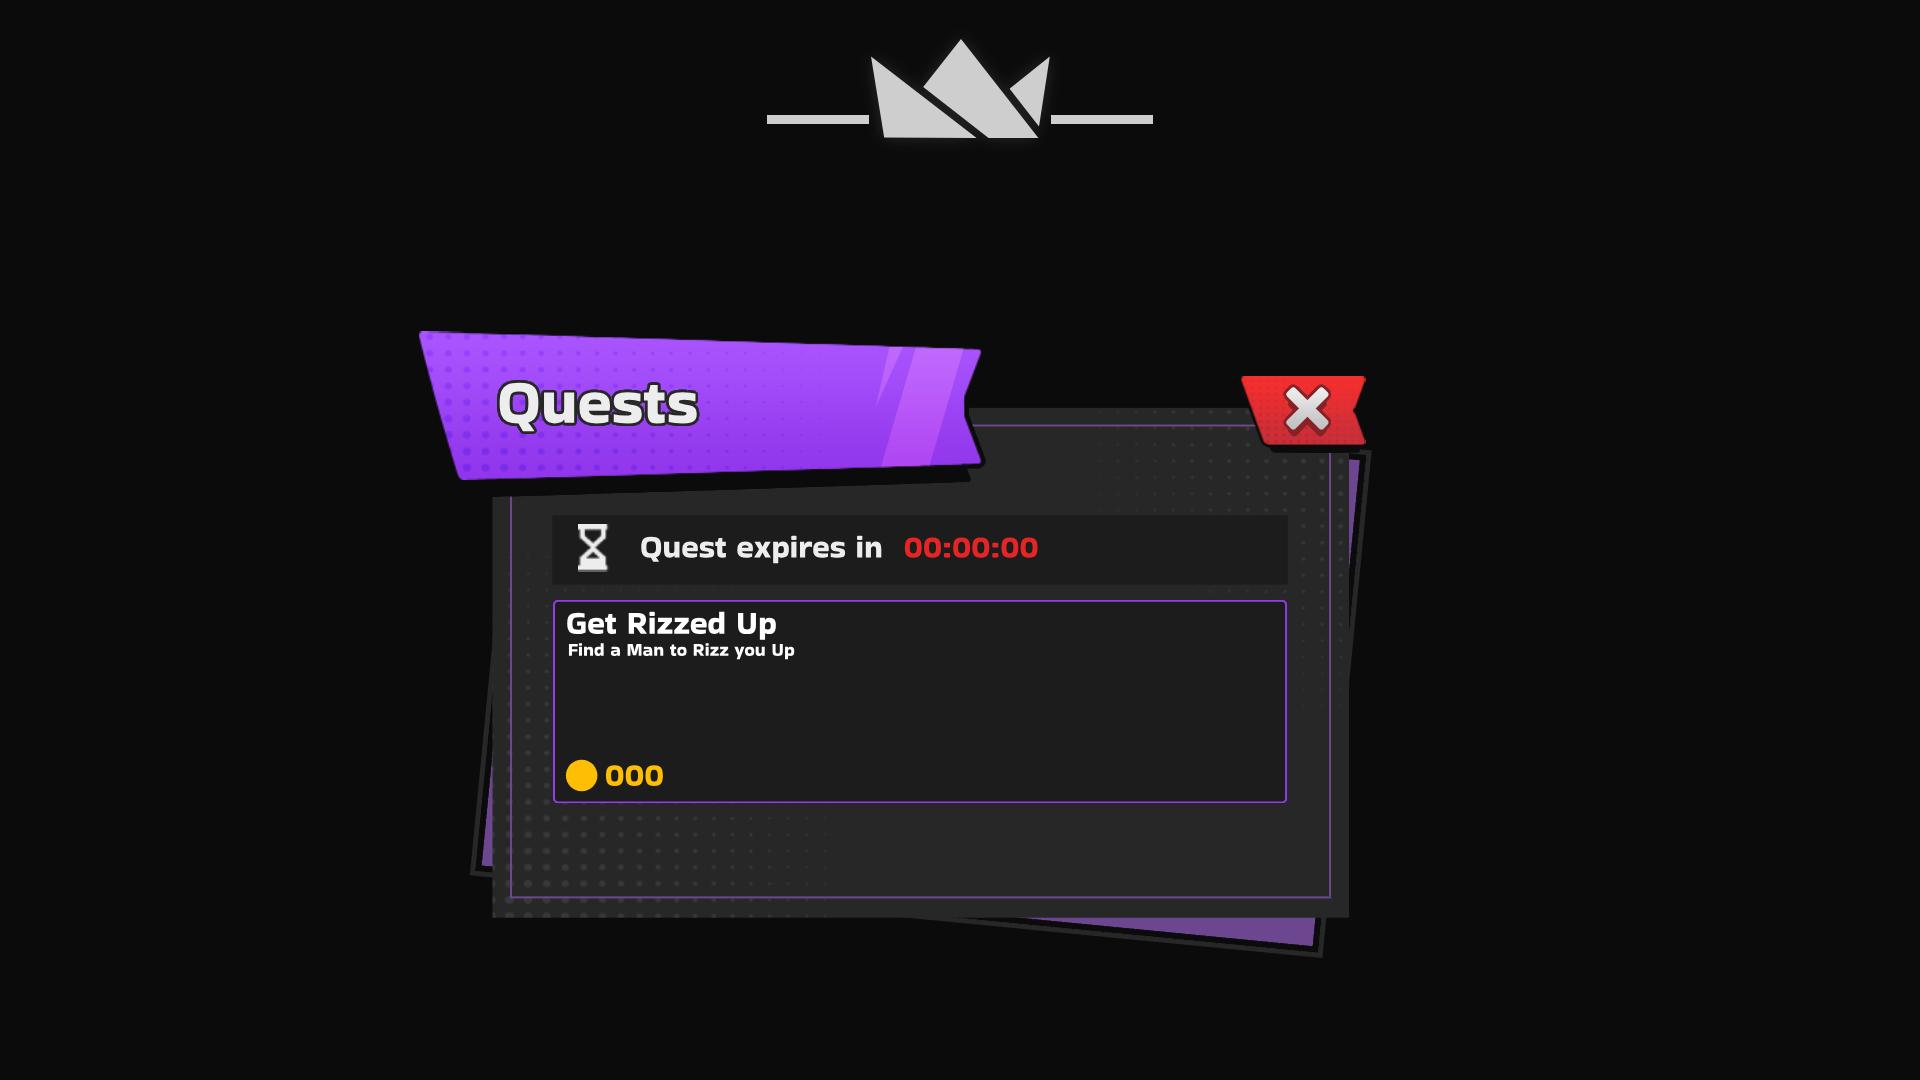 Quests
Quest expires in 00:00:00
Get Rizzed Up
Find a Man to Rizz you Up
000